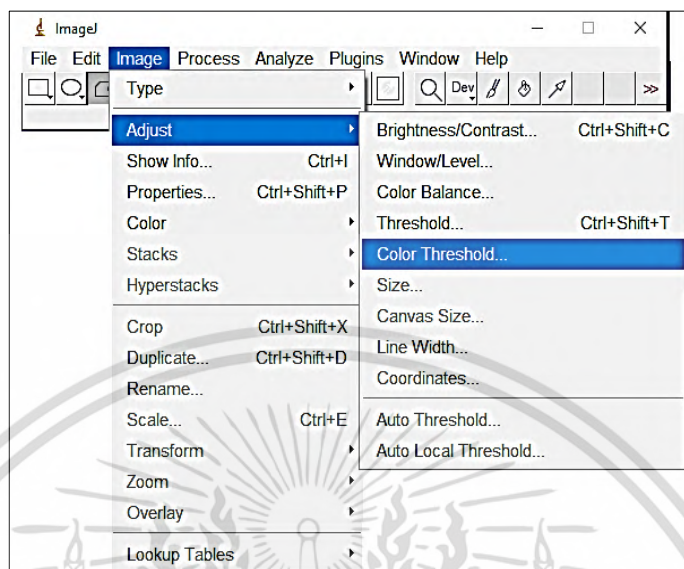 ImageJ
File Edit Image Process Analyze Plugins Window Help
Dev >>
Type
Adjust
Show Info... Ctrl+I
Properties... Ctrl+Shift+P
Color
Stacks
Hyperstacks
Crop Ctrl+Shift+X
Duplicate... Ctrl+Shift+D
Rename...
Scale... Ctrl+E
Transform
Zoom
Overlay
Lookup Tables
Brightness/Contrast... Ctrl+Shift+C
Window/Level...
Color Balance...
Threshold... Ctrl+Shift+T
Color Threshold...
Size...
Canvas Size...
Line Width...
Coordinates...
Auto Threshold...
Auto Local Threshold...